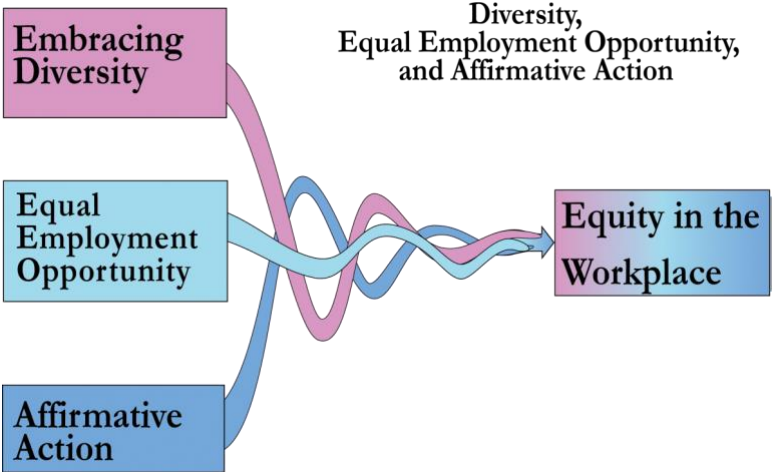 Diversity,
Equal Employment Opportunity,
and Affirmative Action
Embracing
Diversity
Equal
Employment
Opportunity
Affirmative
Action
Equity in the
Workplace